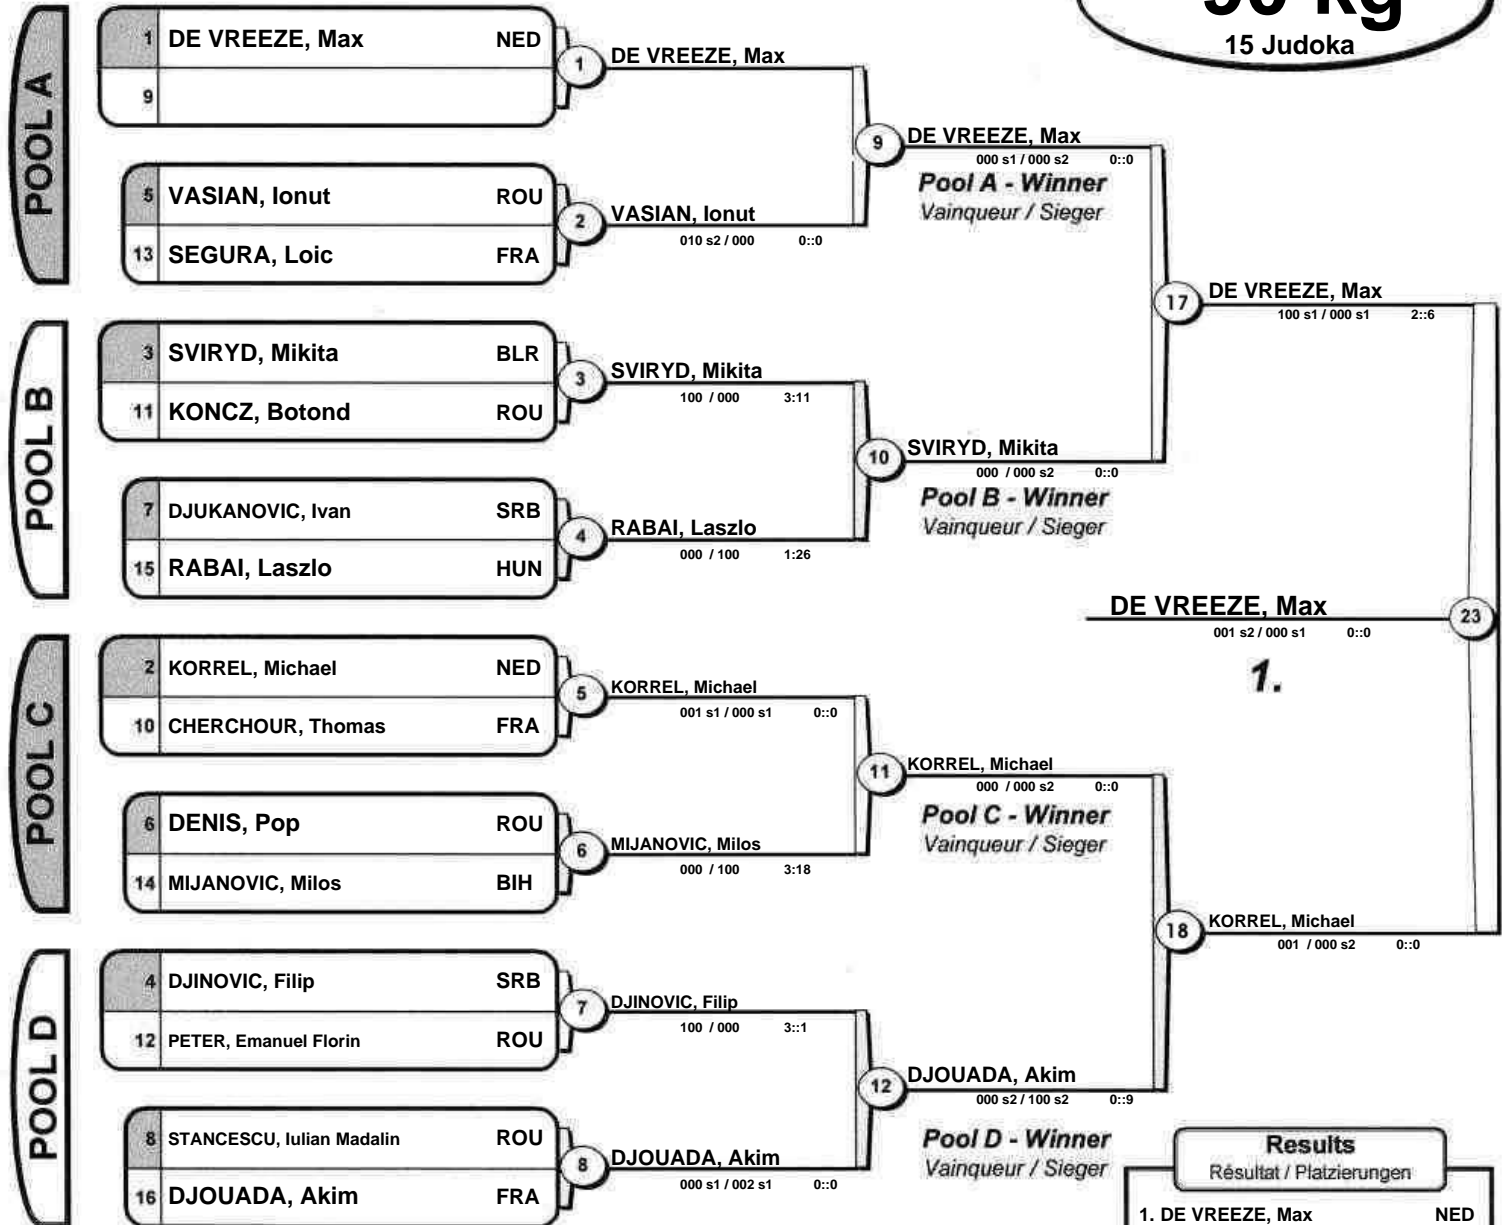 90 kg
15 Judoka
POOL A
1 DE VREEZE, Max NED
9
1
DE VREEZE, Max
5 VASIAN, Ionut ROU
13 SEGURA, Loic FRA
2
VASIAN, Ionut
010 s2 / 000 0::0
9
DE VREEZE, Max
000 s1 / 000 s2 0::0
Pool A - Winner
Vainqueur / Sieger
POOL B
3 SVIRYD, Mikita BLR
11 KONCZ, Botond ROU
3
SVIRYD, Mikita
100 / 000 3:11
7 DJUKANOVIC, Ivan SRB
15 RABAI, Laszlo HUN
4
RABAI, Laszlo
000 / 100 1:26
10
SVIRYD, Mikita
000 / 000 s2 0::0
Pool B - Winner
Vainqueur / Sieger
17
DE VREEZE, Max
100 s1 / 000 s1 2::6
DE VREEZE, Max
001 s2 / 000 s1 0::0
1.
23
POOL C
2 KORREL, Michael NED
10 CHERCHOUR, Thomas FRA
5
KORREL, Michael
001 s1 / 000 s1 0::0
6 DENIS, Pop ROU
14 MIJANOVIC, Milos BIH
6
MIJANOVIC, Milos
000 / 100 3:18
11
KORREL, Michael
000 / 000 s2 0::0
Pool C - Winner
Vainqueur / Sieger
18
KORREL, Michael
001 / 000 s2 0::0
POOL D
4 DJINOVIC, Filip SRB
12 PETER, Emanuel Florin ROU
7
DJINOVIC, Filip
100 / 000 3::1
8 STANCESCU, Iulian Madalin ROU
16 DJOUADA, Akim FRA
8
DJOUADA, Akim
000 s1 / 002 s1 0::0
12
DJOUADA, Akim
000 s2 / 100 s2 0::9
Pool D - Winner
Vainqueur / Sieger
Results
Résultat / Platzierungen
1. DE VREEZE, Max NED